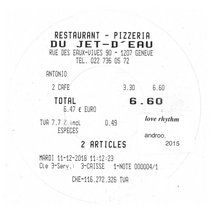 RESTAURANT - PIZZERIA
DU JET-D'EAU
RUE DES EAUX-VIVES 90 - 1207 GENEVE
TEL. 022 736 05 72
ANTONIO
2 CAFE 3.30 6.60
TOTAL 6.60
6.47 € EURO
love rhythm
TVA 7.7 % incl 0.49
ESPECES
androo,
2015
2 ARTICLES
MARDI 11-12-2018 11:12:23
Clé 3-Serv.: 3-CAISSE 1-NOTE 000004/1
CHE-116.272.326 TVA